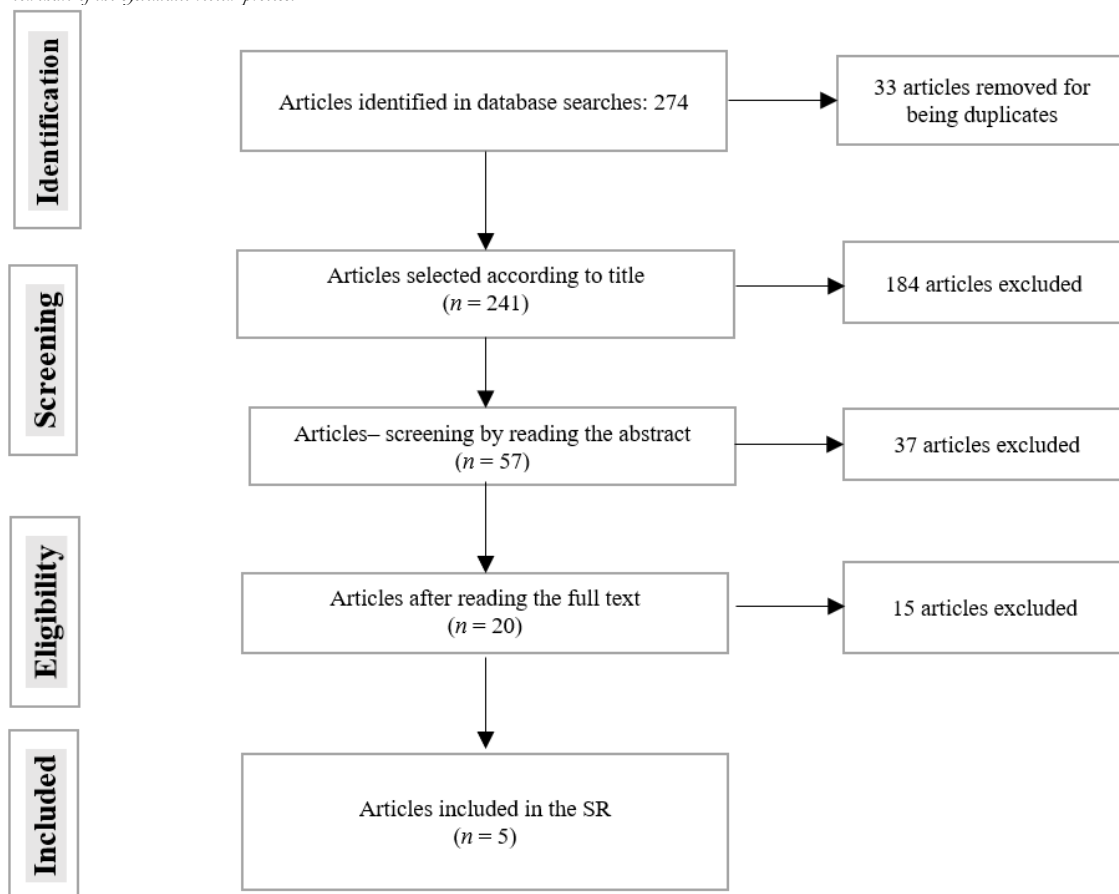 Identification
Articles identified in database searches: 274
33 articles removed for
being duplicates
Screening
Articles selected according to title
(n = 241)
184 articles excluded
Articles– screening by reading the abstract
(n = 57)
37 articles excluded
Eligibility
Articles after reading the full text
(n = 20)
15 articles excluded
Included
Articles included in the SR
(n = 5)